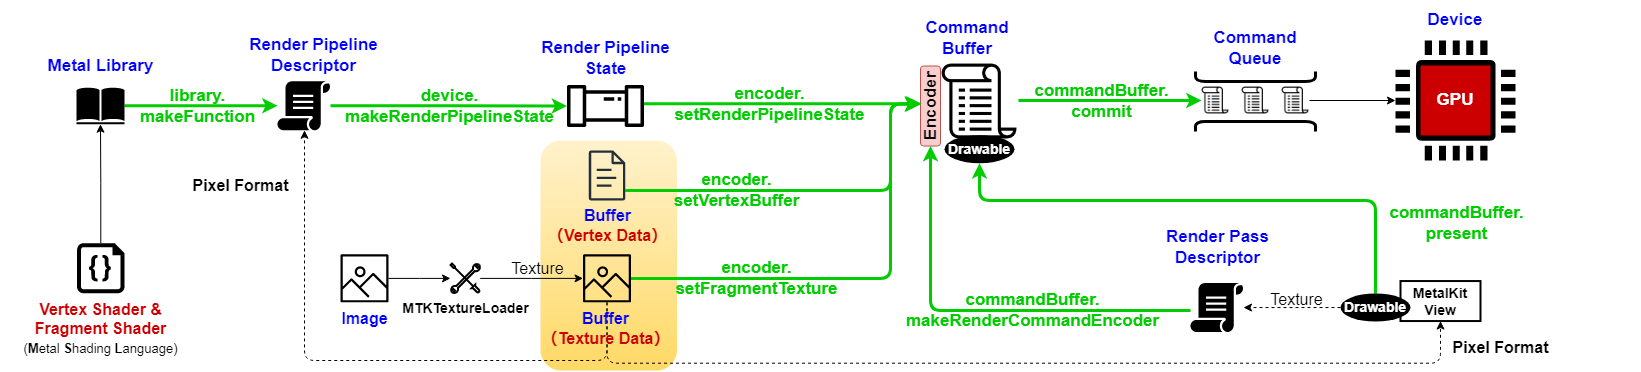 Metal Library
library.
makeFunction
Vertex Shader &
Fragment Shader
(Metal Shading Language)
Render Pipeline
Descriptor
Pixel Format
device.
makeRenderPipelineState
Render Pipeline
State
encoder.
setRenderPipelineState
Buffer
(Vertex Data)
encoder.
setVertexBuffer
Image
MTKTextureLoader
Texture
Buffer
(Texture Data)
encoder.
setFragmentTexture
Command
Buffer
Encoder
Drawable
commandBuffer.
commit
Command
Queue
Device
GPU
commandBuffer.
present
Render Pass
Descriptor
commandBuffer.
makeRenderCommandEncoder
Texture
Drawable
MetalKit
View
Pixel Format